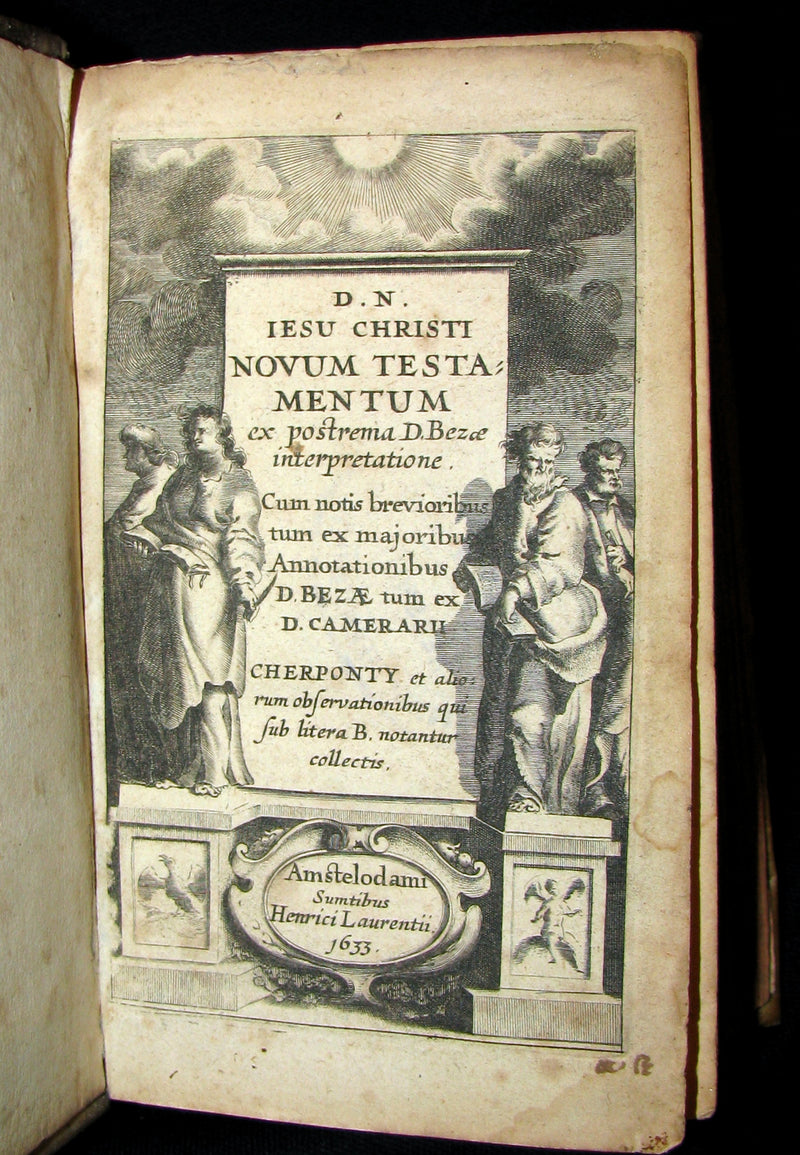 D. N.
IESU CHRISTI
NOVUM TESTA⸗
MENTUM
ex postrema D. Bezæ
interpretatione.
Cum notis brevioribus
tum ex majoribus
Annotationibus
D. BEZÆ tum ex
D. CAMERARII
CHERPONTY et alio⸗
rum obſervationibus qui
ſub litera B. notantur
collectis.
Amstelodami
Sumtibus
Henrici Laurentii.
1633.